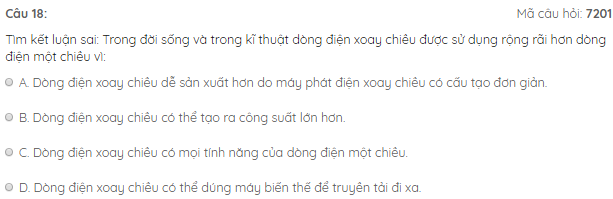 Câu 18: Mã câu hỏi: 7201
Tìm kết luận sai: Trong đời sống và trong kĩ thuật dòng điện xoay chiều được sử dụng rộng rãi hơn dòng
điện một chiều vì:
A. Dòng điện xoay chiều dễ sản xuất hơn do máy phát điện xoay chiều có cấu tạo đơn giản.
B. Dòng điện xoay chiều có thể tạo ra công suất lớn hơn.
C. Dòng điện xoay chiều có mọi tính năng của dòng điện một chiều.
D. Dòng điện xoay chiều có thể dùng máy biến thế để truyền tải đi xa.